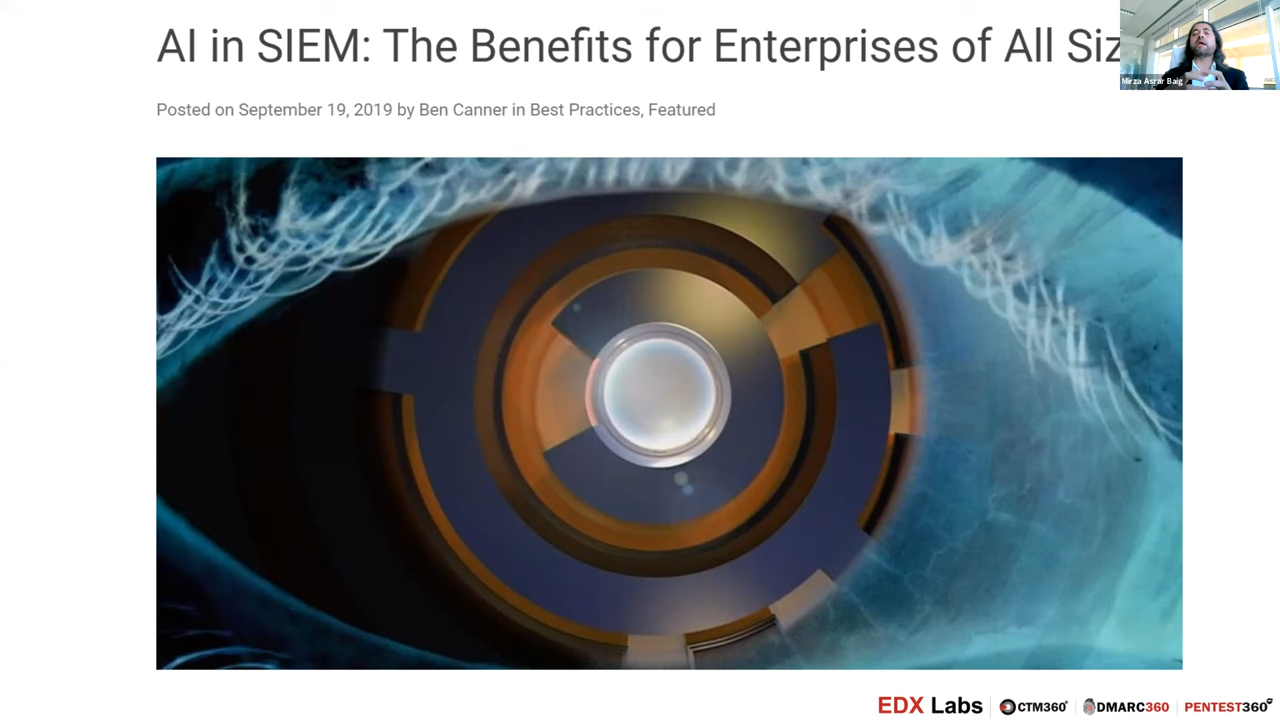 AI in SIEM: The Benefits for Enterprises of All Siz
Mirza Asrar Baig
Posted on September 19, 2019 by Ben Canner in Best Practices, Featured
EDX Labs CTM360 DMARC360 PENTEST360